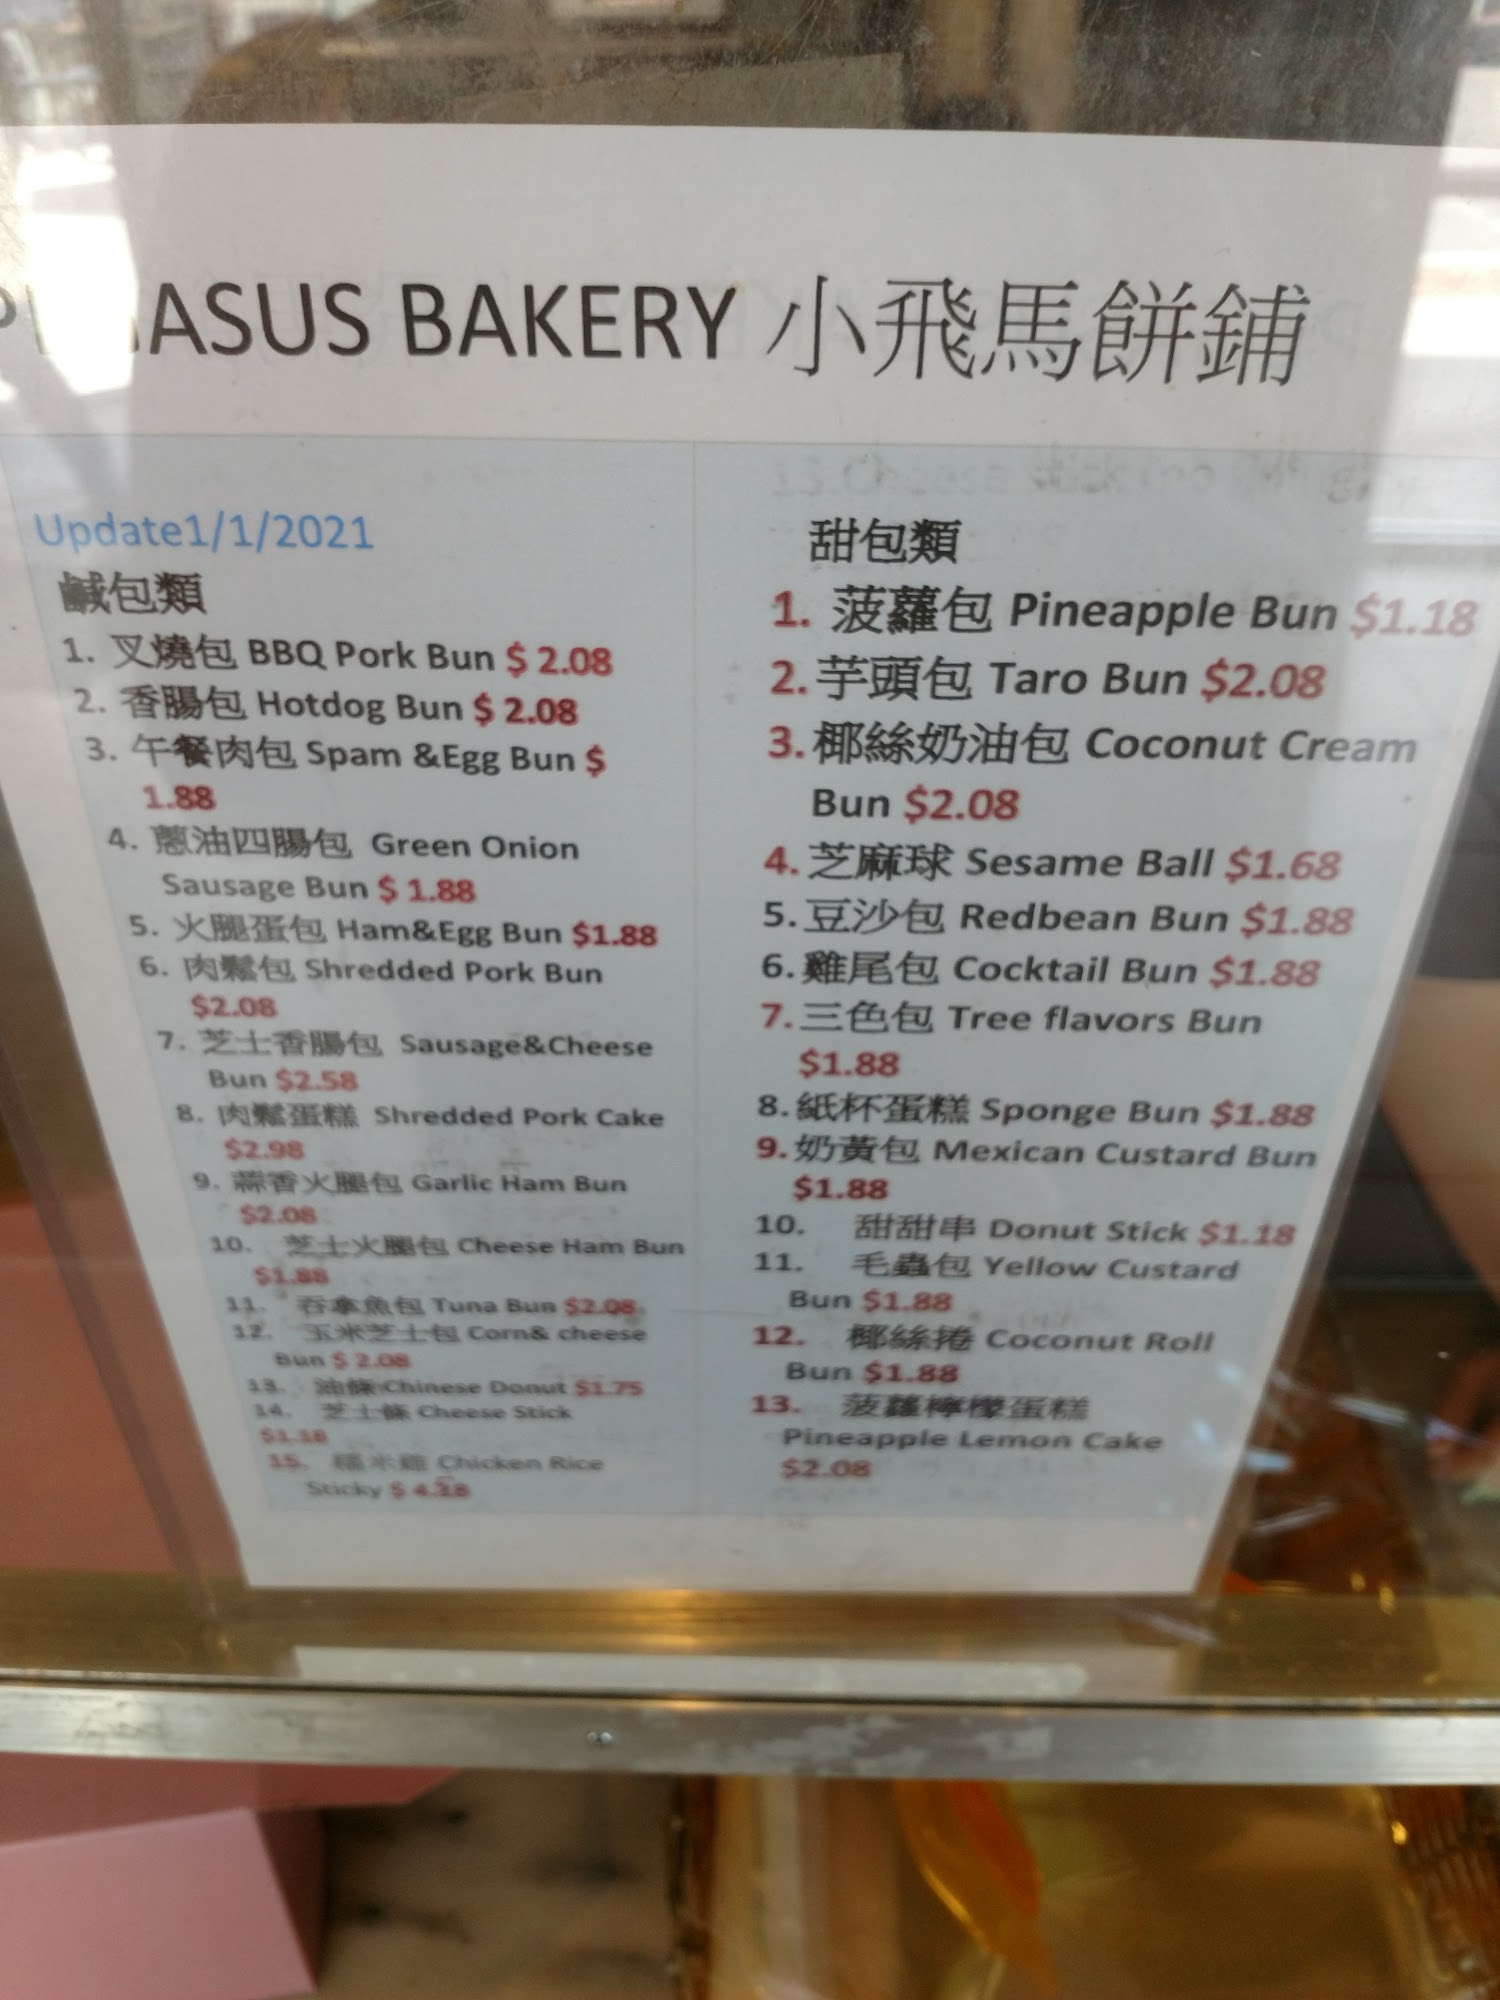 PEGASUS BAKERY 小飛馬餅鋪
Update1/1/2021
鹹包類
1. 叉燒包 BBQ Pork Bun $ 2.08
2. 香腸包 Hotdog Bun $ 2.08
3. 午餐肉包 Spam &Egg Bun $
1.88
4. 蔥油四腸包 Green Onion
Sausage Bun $ 1.88
5. 火腿蛋包 Ham&Egg Bun $1.88
6. 肉鬆包 Shredded Pork Bun
$2.08
7. 芝士香腸包 Sausage&Cheese
Bun $2.58
8. 肉鬆蛋糕 Shredded Pork Cake
$2.98
9. 蒜香火腿包 Garlic Ham Bun
$2.08
10. 芝士火腿包 Cheese Ham Bun
$1.88
11. 吞拿魚包 Tuna Bun $2.08
12. 玉米芝士包 Corn& cheese
Bun $ 2.08
13. 油條 Chinese Donut $1.75
14. 芝士條 Cheese Stick
$1.18
15. 糯米雞 Chicken Rice
Sticky $
甜包類
1. 菠蘿包 Pineapple Bun $1.18
2. 芋頭包 Taro Bun $2.08
3. 椰絲奶油包 Coconut Cream
Bun $2.08
4. 芝麻球 Sesame Ball $1.68
5. 豆沙包 Redbean Bun $1.88
6. 雞尾包 Cocktail Bun $1.88
7. 三色包 Tree flavors Bun
$1.88
8. 紙杯蛋糕 Sponge Bun $1.88
9. 奶黃包 Mexican Custard Bun
$1.88
10. 甜甜串 Donut Stick $1.18
11. 毛蟲包 Yellow Custard
Bun $1.88
12. 椰絲捲 Coconut Roll
Bun $1.88
13. 菠蘿檸檬蛋糕
Pineapple Lemon Cake
$2.08